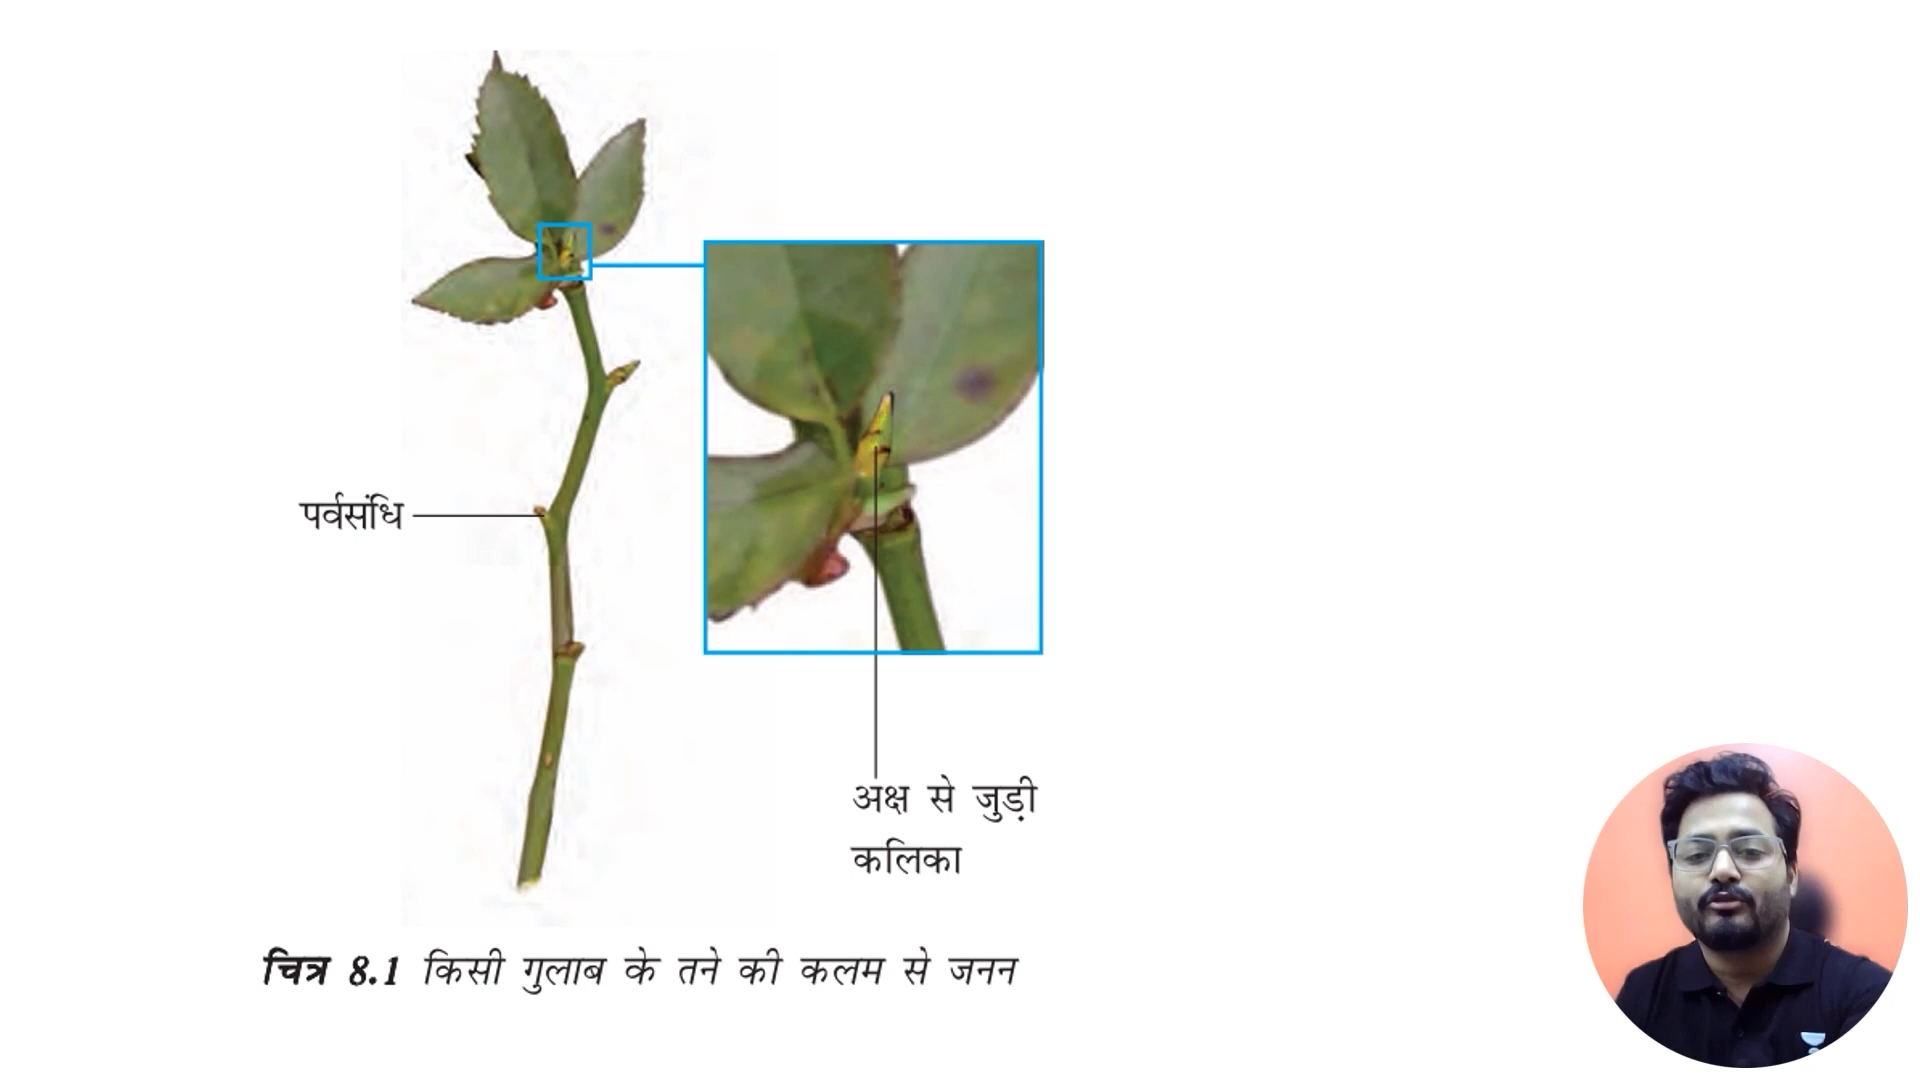 पर्वसंधि
अक्ष से जुड़ी
कलिका
चित्र 8.1 किसी गुलाब के तने की कलम से जनन